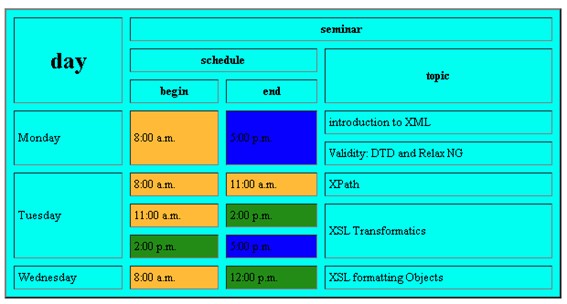 day
seminar
schedule
topic
begin
end
Monday
8:00 a.m.
5:00 p.m.
introduction to XML
Validity: DTD and Relax NG
Tuesday
8:00 a.m.
11:00 a.m.
XPath
11:00 a.m.
2:00 p.m.
XSL Transformatics
2:00 p.m.
5:00 p.m.
Wednesday
8:00 a.m.
12:00 p.m.
XSL formatting Objects